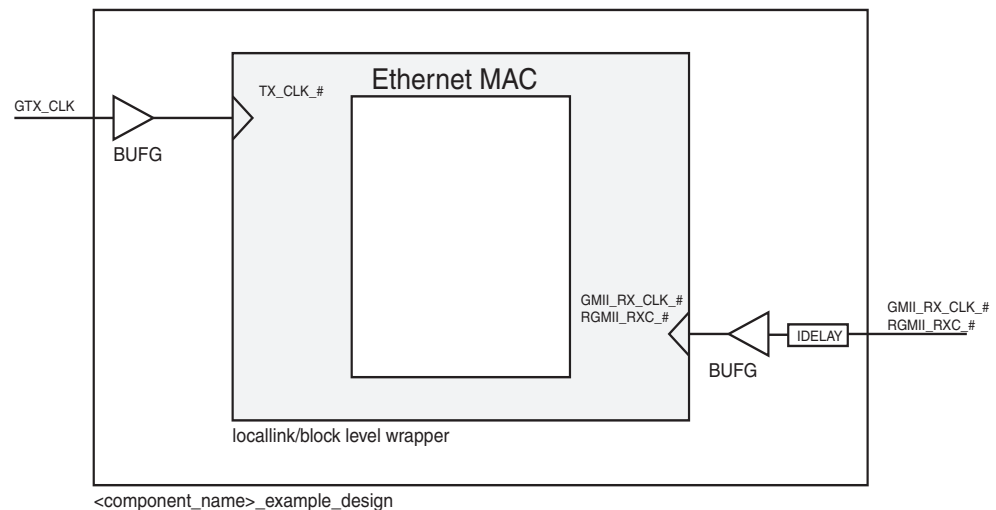 Ethernet MAC
TX_CLK_#
GTX_CLK
BUFG
GMII_RX_CLK_#
RGMII_RXC_#
GMII_RX_CLK_#
RGMII_RXC_#
IDELAY
BUFG
locallink/block level wrapper
<component_name>_example_design